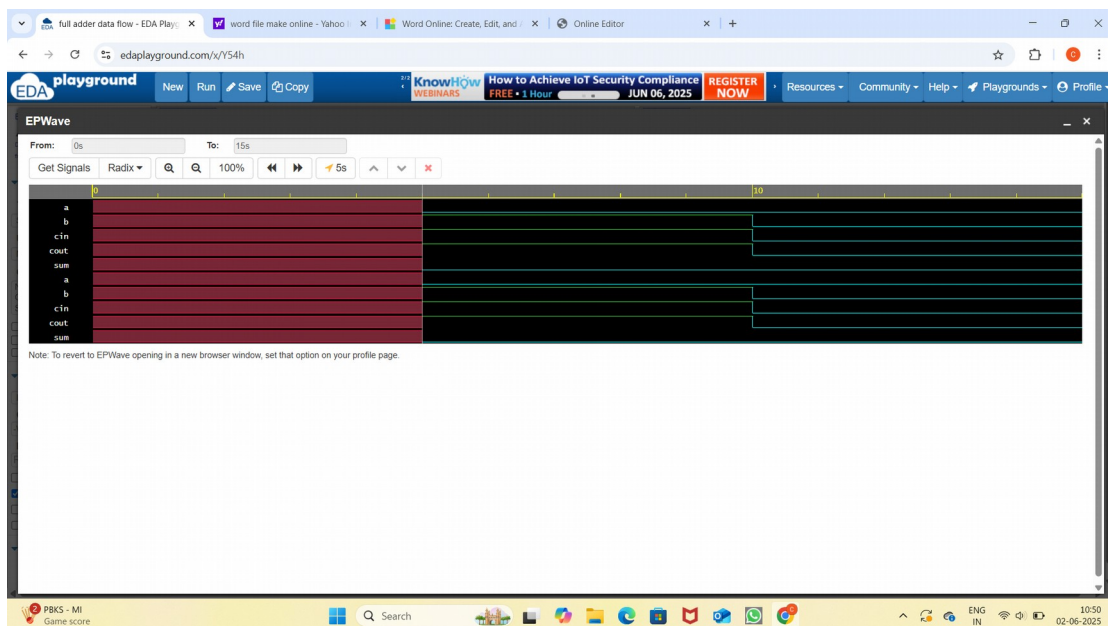 full adder data flow - EDA Playg
word file make online - Yahoo
Word Online: Create, Edit, and
Online Editor
edaplayground.com/x/Y54h
EDA playground
New
Run
Save
Copy
2/2
KnowHow WEBINARS
How to Achieve IoT Security Compliance
FREE • 1 Hour
JUN 06, 2025
REGISTER NOW
Resources
Community
Help
Playgrounds
Profile
EPWave
From: 0s To: 15s
Get Signals Radix 100% 5s
0 10
a
b
cin
cout
sum
a
b
cin
cout
sum
Note: To revert to EPWave opening in a new browser window, set that option on your profile page.
2
PBKS - MI
Game score
Search
ENG
IN
10:50
02-06-2025